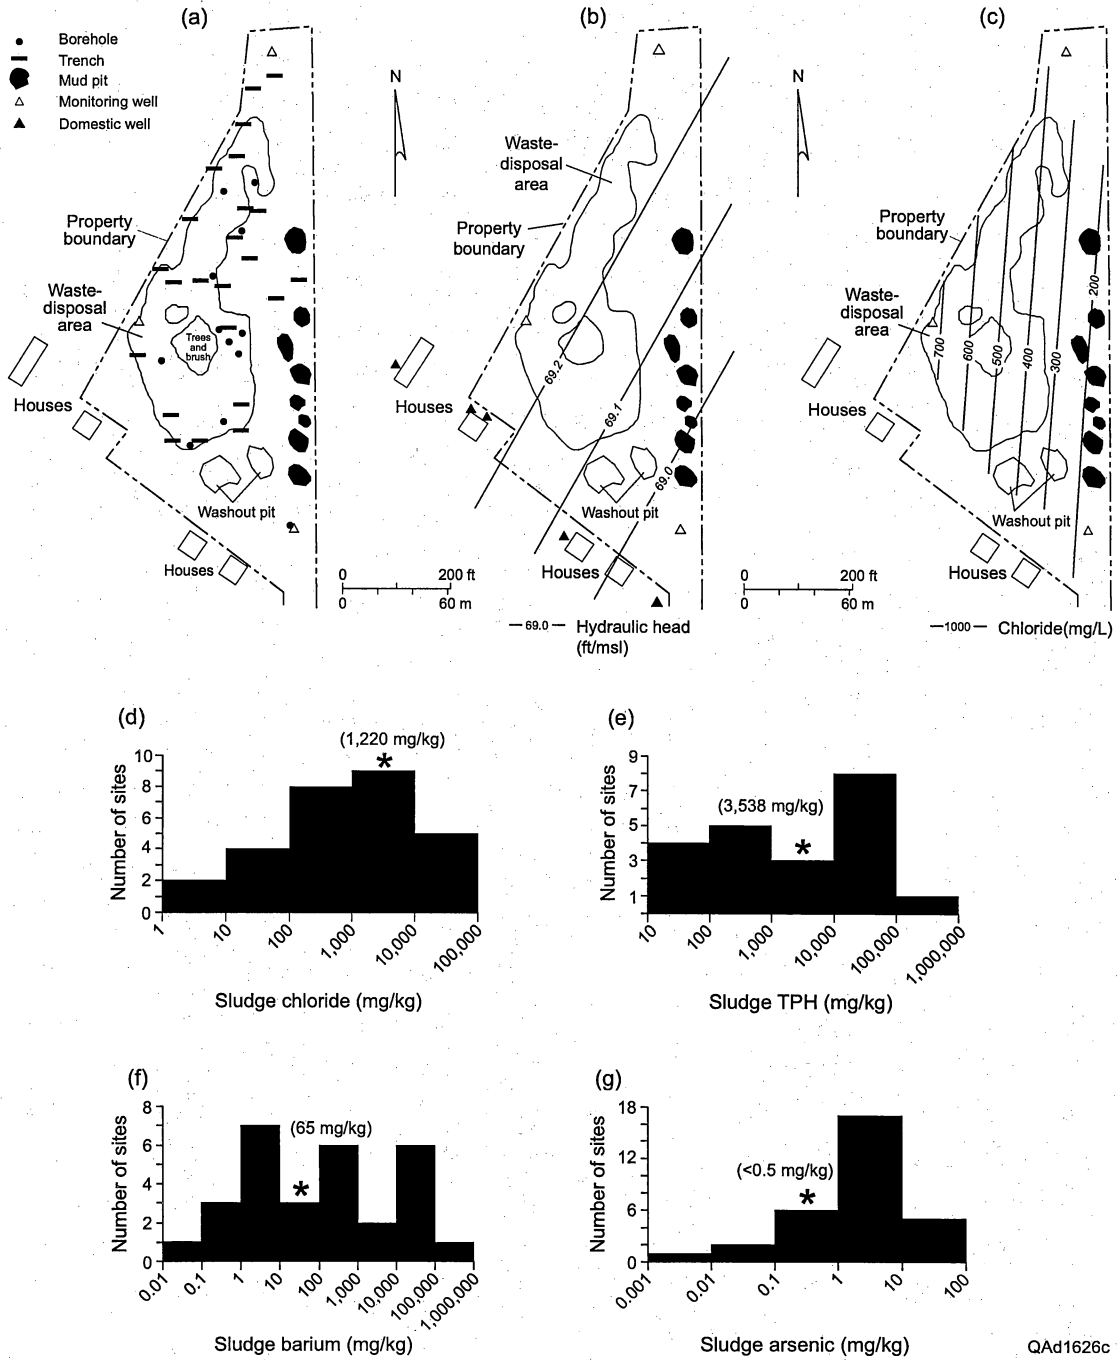 (a)
(b)
(c)
Borehole
Trench
Mud pit
Monitoring well
Domestic well
N
N
Waste-
disposal
area
Property
boundary
Property
boundary
Property
boundary
Waste-
disposal
area
Waste-
disposal
area
Trees
and
brush
Houses
Houses
Houses
69.2
69.1
69.0
700
600
500
400
300
200
Washout pit
Washout pit
Washout pit
Houses
Houses
Houses
0 200 ft
0 60 m
0 200 ft
0 60 m
69.0 Hydraulic head
(ft/msl)
1000 Chloride(mg/L)
(d)
(1,220 mg/kg)
*
Number of sites
10
8
6
4
2
0
1 10 100 1,000 10,000 100,000
Sludge chloride (mg/kg)
(e)
(3,538 mg/kg)
*
Number of sites
9
7
5
3
1
10 100 1,000 10,000 100,000 1,000,000
Sludge TPH (mg/kg)
(f)
(65 mg/kg)
*
Number of sites
8
6
4
2
0
0.01 0.1 1 10 100 1,000 10,000 100,000 1,000,000
Sludge barium (mg/kg)
(g)
(<0.5 mg/kg)
*
Number of sites
18
12
6
0
0.001 0.01 0.1 1 10 100
Sludge arsenic (mg/kg)
QAd1626c